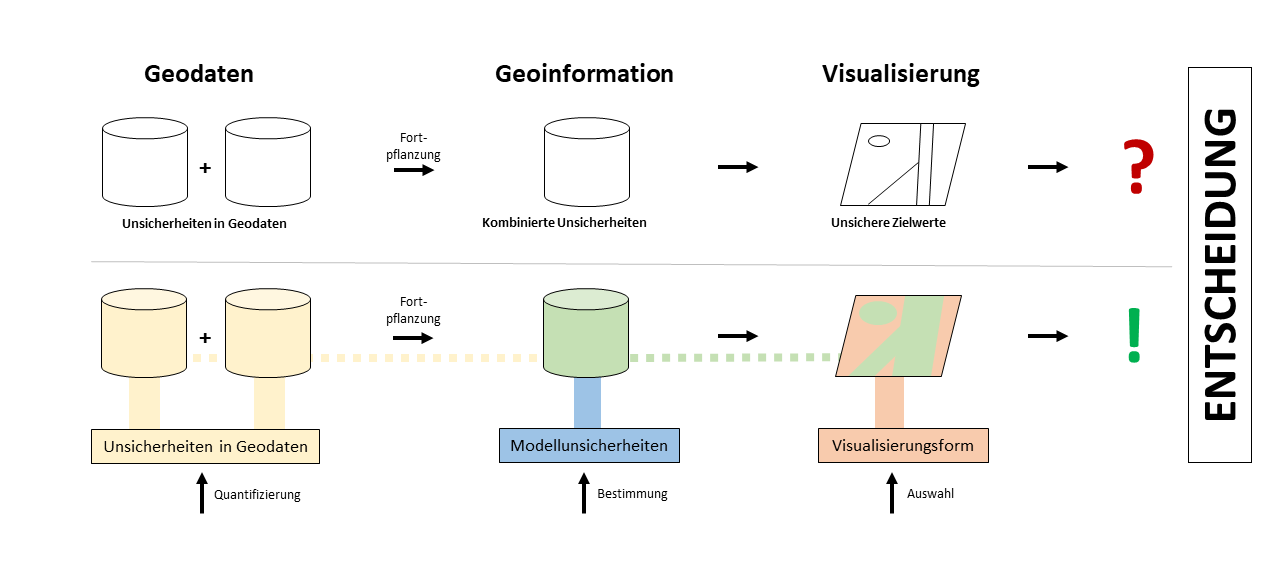 Geodaten
Geoinformation
Visualisierung
Fort-
pflanzung
+
?
Unsicherheiten in Geodaten
Kombinierte Unsicherheiten
Unsichere Zielwerte
Fort-
pflanzung
+
!
Unsicherheiten in Geodaten
Modellunsicherheiten
Visualisierungsform
Quantifizierung
Bestimmung
Auswahl
ENTSCHEIDUNG